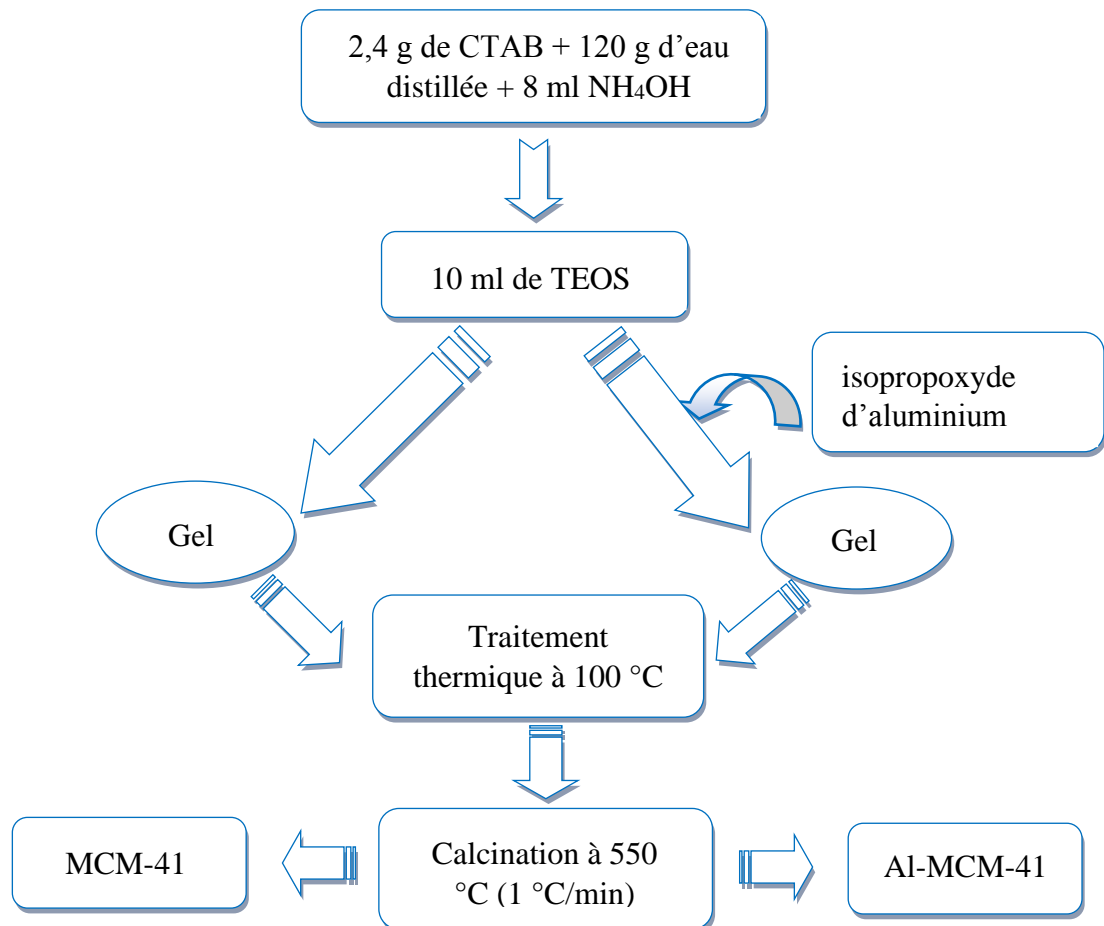 2,4 g de CTAB + 120 g d’eau
distillée + 8 ml NH₄OH
10 ml de TEOS
isopropoxyde
d’aluminium
Gel
Gel
Traitement
thermique à 100 °C
MCM-41
Calcination à 550
°C (1 °C/min)
Al-MCM-41